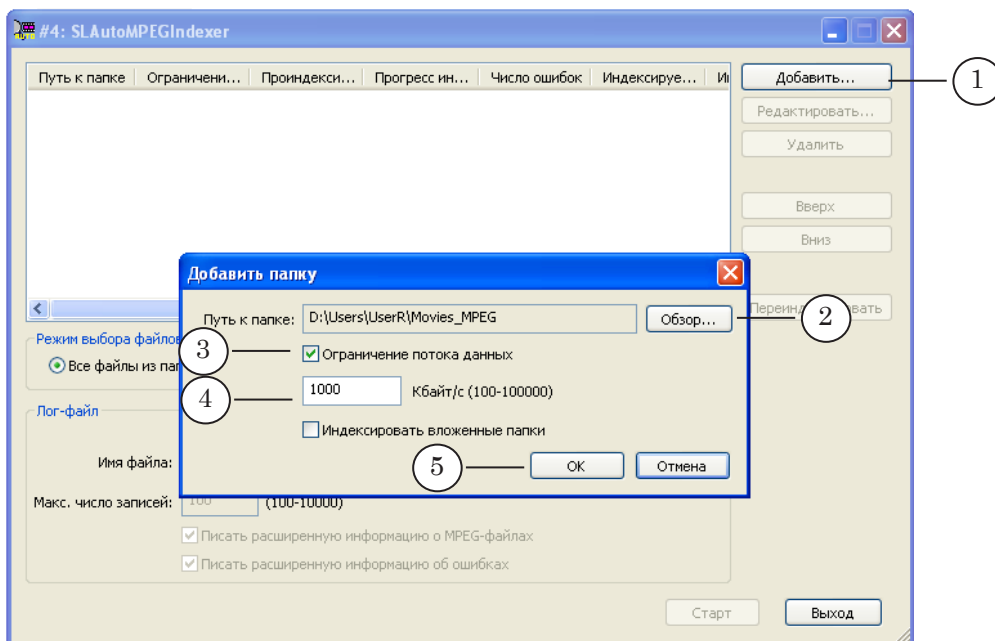 #4: SLAutoMPEGIndexer
Путь к папке Ограничени... Проиндекси... Прогресс ин... Число ошибок Индексируе... И
Добавить...
1
Редактировать...
Удалить
Вверх
Вниз
Добавить папку
Путь к папке: D:\Users\UserR\Movies_MPEG Обзор...
2
Переинд вать
Режим выбора файлов
3
Ограничение потока данных
Все файлы из пап
4
1000 Кбайт/с (100-100000)
Лог-файл
Индексировать вложенные папки
5
OK Отмена
Имя файла:
Макс. число записей: 100 (100-10000)
Писать расширенную информацию о MPEG-файлах
Писать расширенную информацию об ошибках
Старт Выход